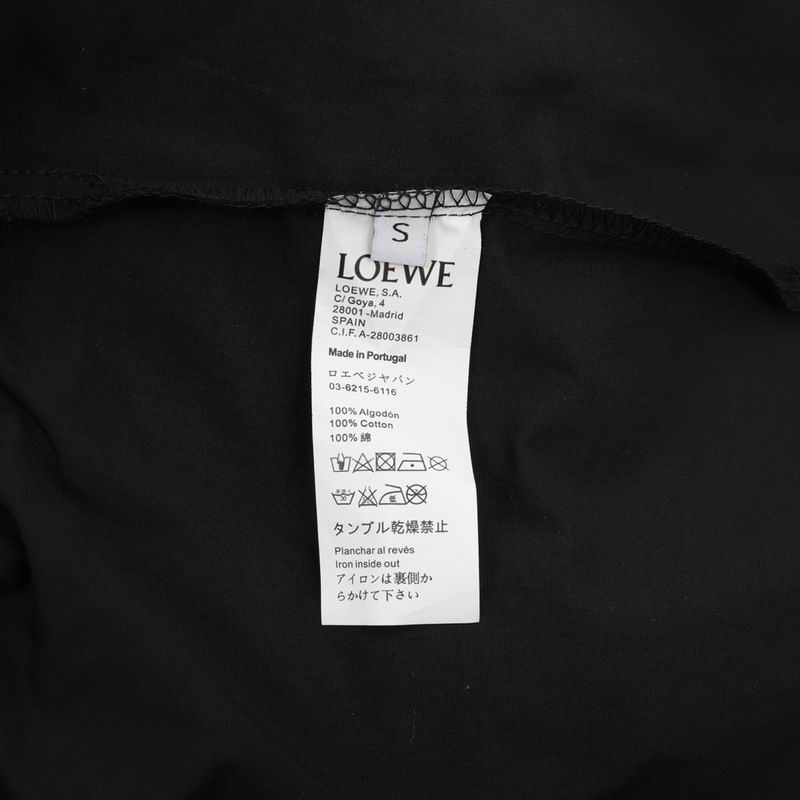 S
LOEWE
LOEWE, S.A.
C/ Goya, 4
28001 -Madrid
SPAIN
C.I.F. A-28003861
Made in Portugal
ロエベジャパン
03-6215-6116
100% Algodón
100% Cotton
100% 綿
30
低
タンブル乾燥禁止
Planchar al revés
Iron inside out
アイロンは裏側か
らかけて下さい